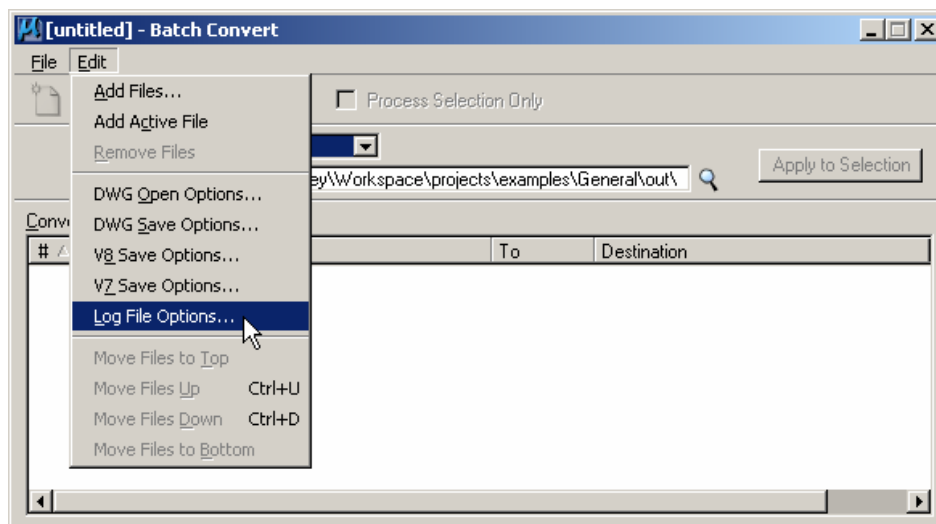 [untitled] - Batch Convert
File Edit
Add Files...
Process Selection Only
Add Active File
Remove Files
ey\Workspace\projects\examples\General\out\
Apply to Selection
DWG Open Options...
DWG Save Options...
Conv
# To Destination
V8 Save Options...
V7 Save Options...
Log File Options...
Move Files to Top
Move Files Up Ctrl+U
Move Files Down Ctrl+D
Move Files to Bottom